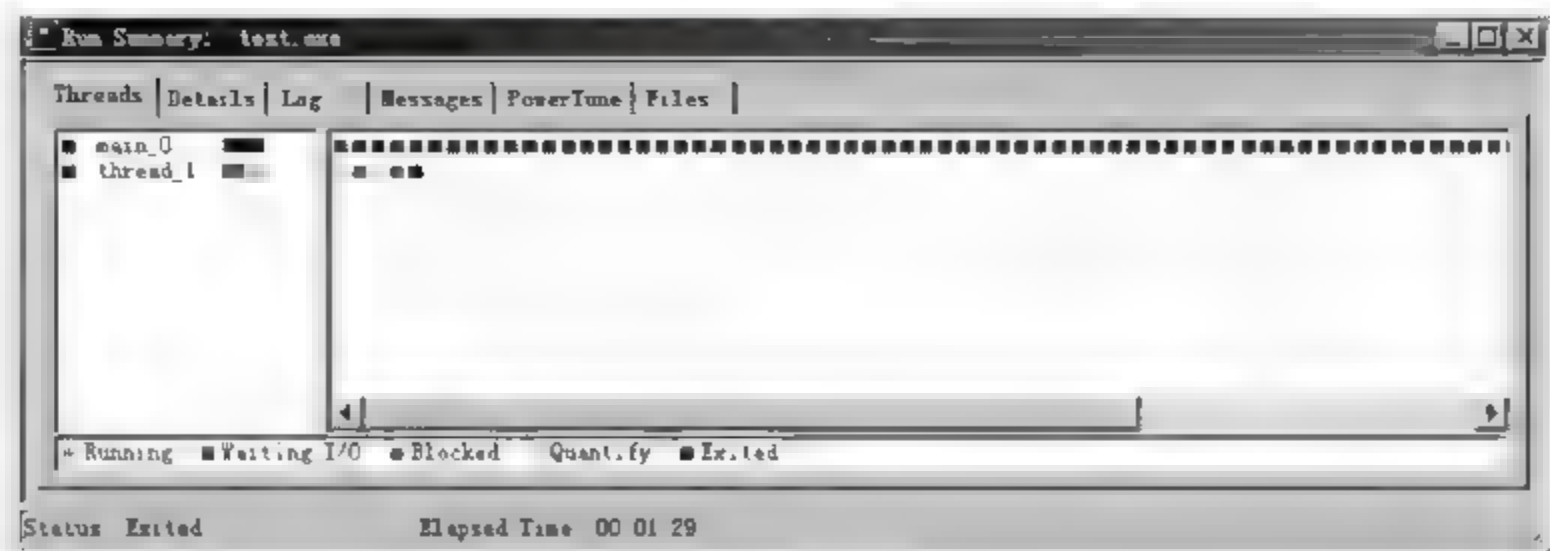 Run Summary: test.exe
Threads Details Log Messages PowerTune Files
main_0
thread_1
Running Waiting I/O Blocked Quantify Exited
Status Exited Elapsed Time 00 01 29